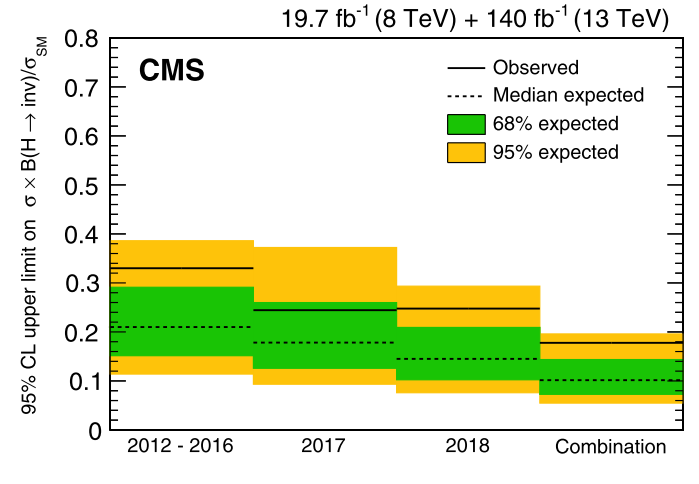 19.7 fb⁻¹ (8 TeV) + 140 fb⁻¹ (13 TeV)
CMS
Observed
Median expected
68% expected
95% expected
95% CL upper limit on σ × B(H → inv)/σSM
0.8
0.7
0.6
0.5
0.4
0.3
0.2
0.1
0
2012 - 2016
2017
2018
Combination